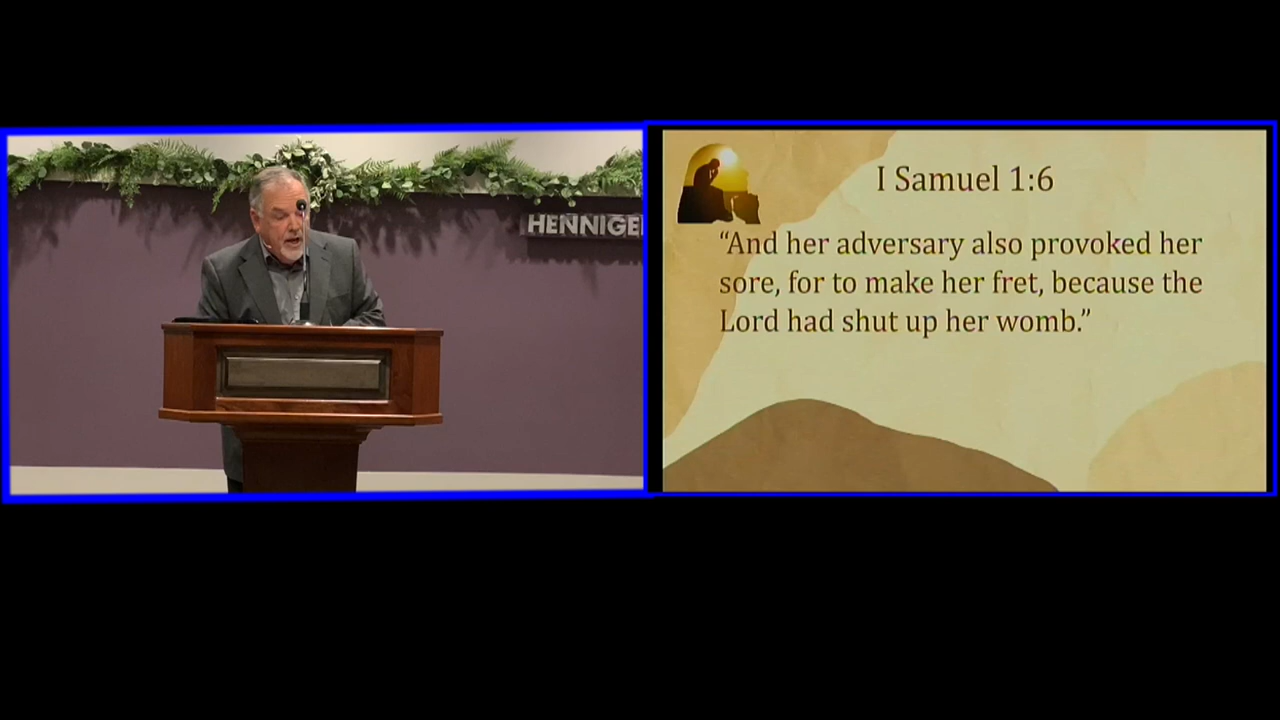 HENNIGE
I Samuel 1:6
“And her adversary also provoked her
sore, for to make her fret, because the
Lord had shut up her womb.”